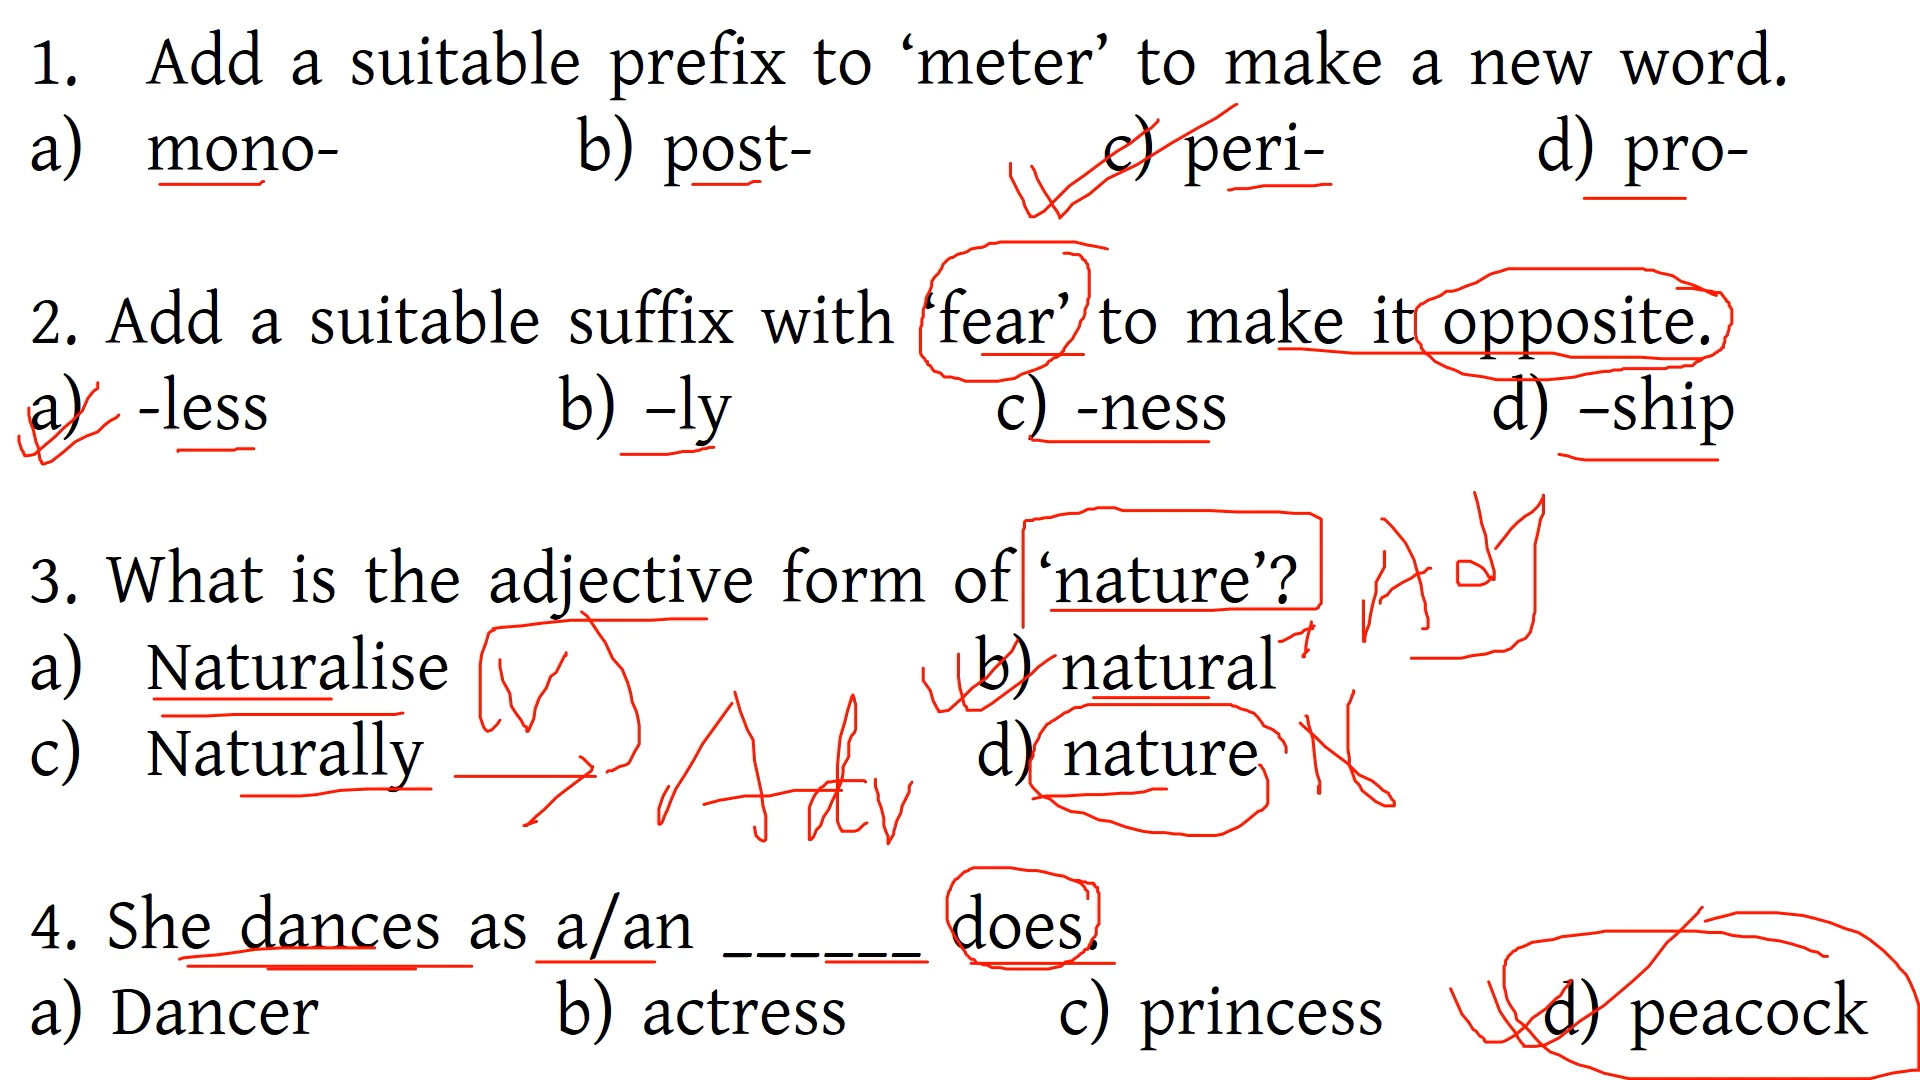 1. Add a suitable prefix to ‘meter’ to make a new word.
a) mono- b) post- c) peri- d) pro-
2. Add a suitable suffix with ‘fear’ to make it opposite.
a) -less b) –ly c) -ness d) –ship
3. What is the adjective form of ‘nature’? Adj
a) Naturalise V b) natural
c) Naturally Adv d) nature N
4. She dances as a/an ______ does.
a) Dancer b) actress c) princess d) peacock